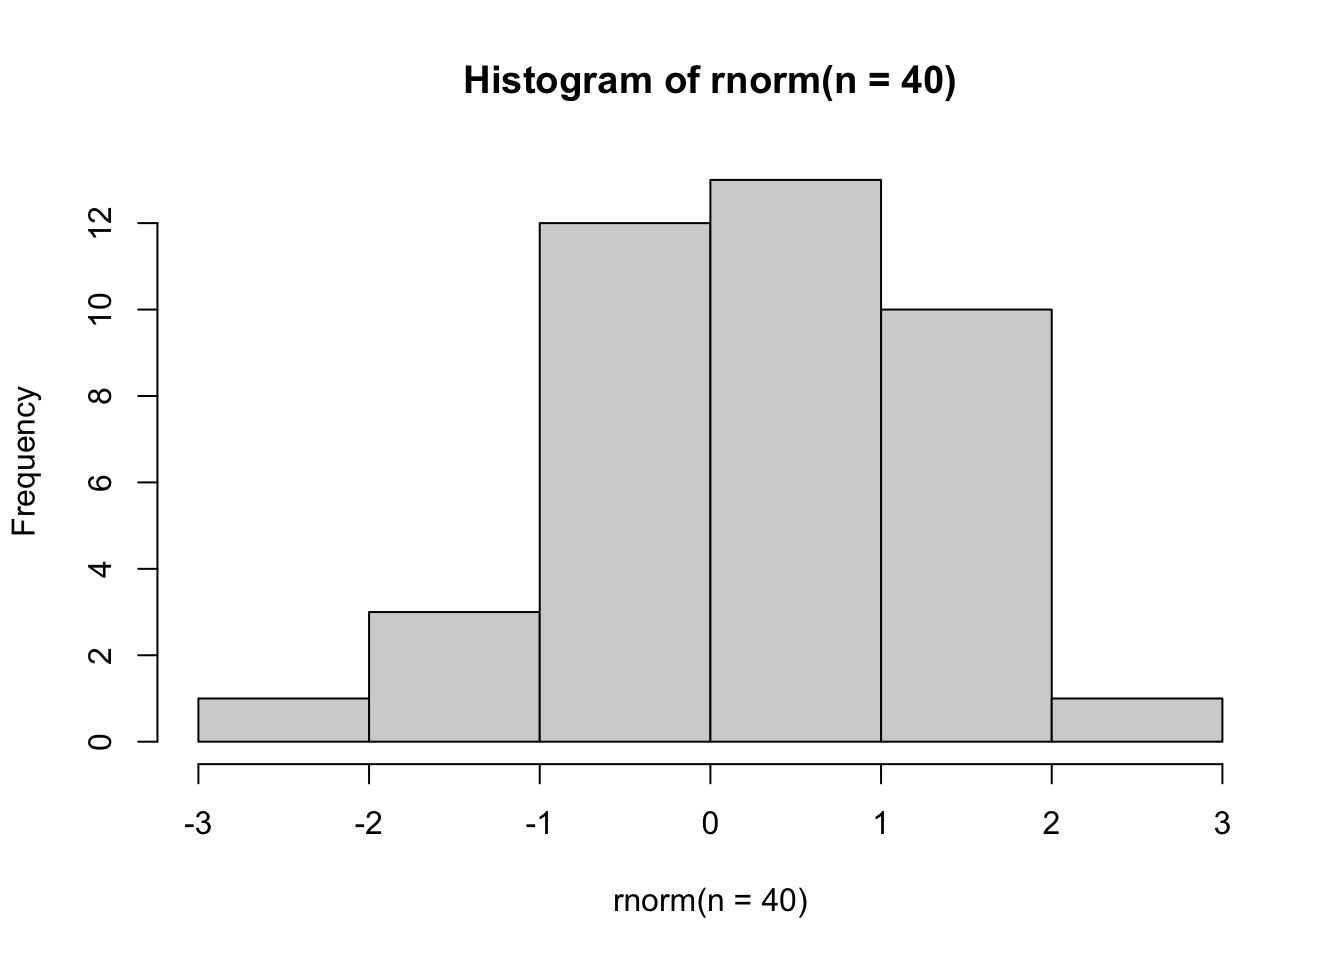 Histogram of rnorm(n = 40)
Frequency
12
10
8
6
4
2
0
-3 -2 -1 0 1 2 3
rnorm(n = 40)